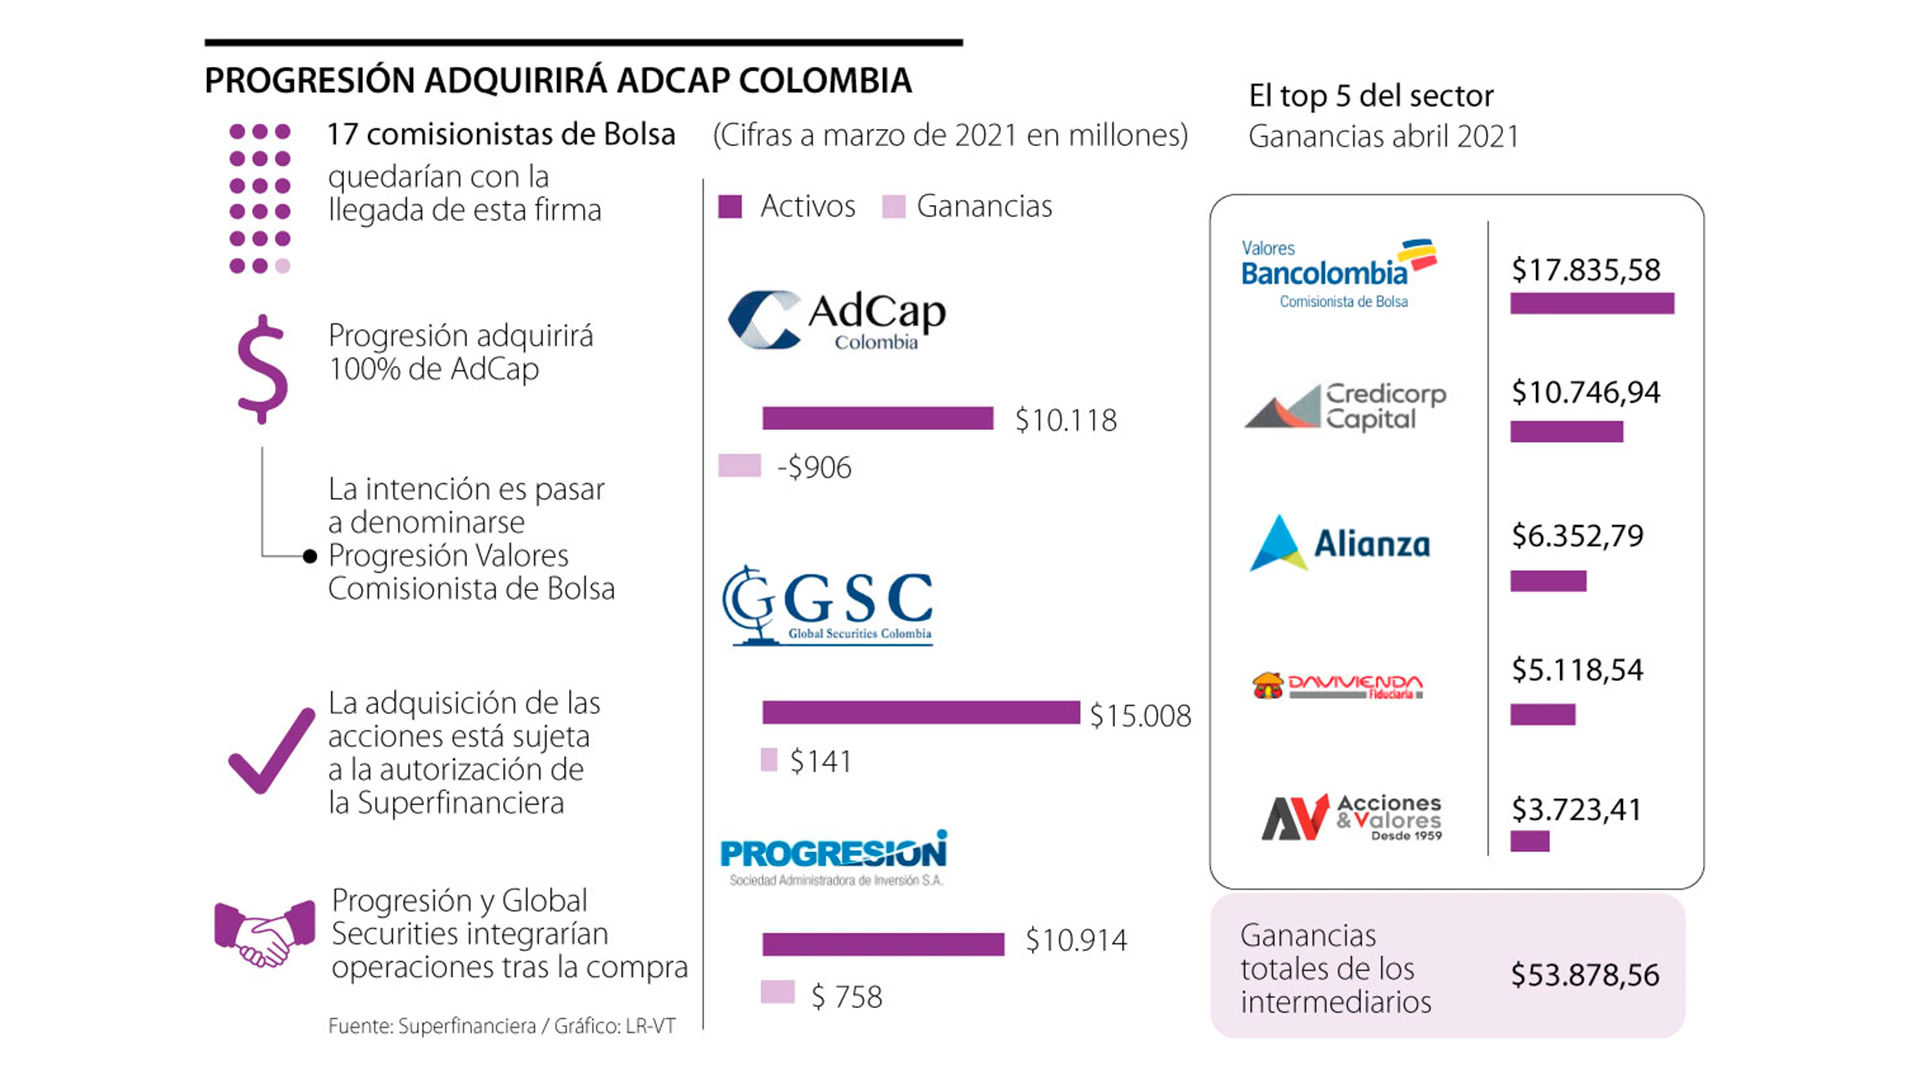 PROGRESIÓN ADQUIRIRÁ ADCAP COLOMBIA
17 comisionistas de Bolsa
quedarían con la
llegada de esta firma
Progresión adquirirá
100% de AdCap
La intención es pasar
a denominarse
Progresión Valores
Comisionista de Bolsa
La adquisición de las
acciones está sujeta
a la autorización de
la Superfinanciera
Progresión y Global
Securities integrarían
operaciones tras la compra
Fuente: Superfinanciera / Gráfico: LR-VT
(Cifras a marzo de 2021 en millones)
Activos Ganancias
AdCap
Colombia
$10.118
-$906
GSC
Global Securities Colombia
$15.008
$141
PROGRESIÓN
Sociedad Administradora de Inversión S.A.
$10.914
$ 758
El top 5 del sector
Ganancias abril 2021
Valores
Bancolombia
Comisionista de Bolsa
$17.835,58
Credicorp
Capital
$10.746,94
Alianza
$6.352,79
DAVIVIENDA
Fiduciaria
$5.118,54
AV Acciones
&Valores
Desde 1959
$3.723,41
Ganancias
totales de los
intermediarios
$53.878,56